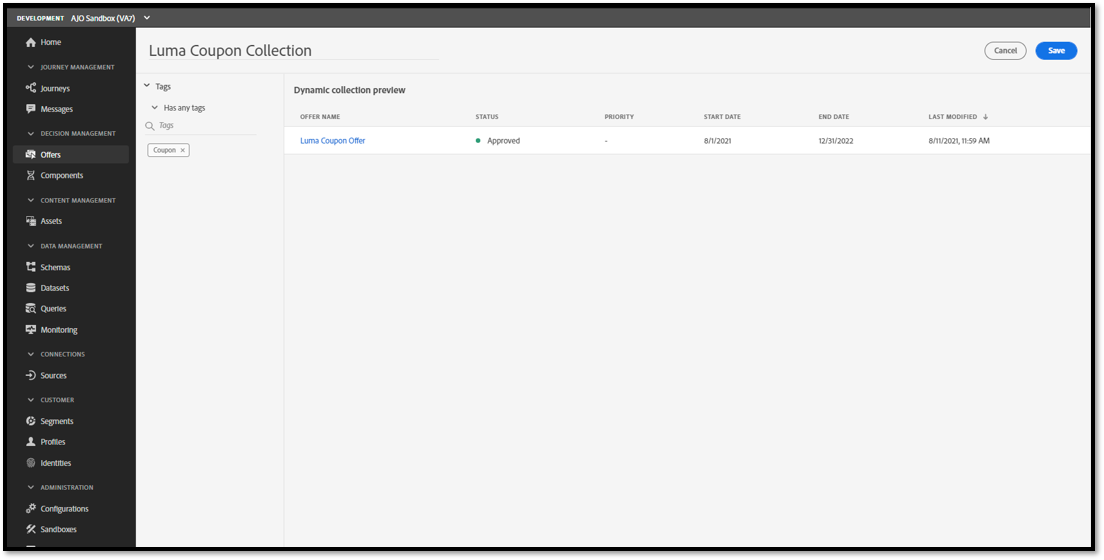 DEVELOPMENT AJO Sandbox (VA7)
Home
JOURNEY MANAGEMENT
Journeys
Messages
DECISION MANAGEMENT
Offers
Components
CONTENT MANAGEMENT
Assets
DATA MANAGEMENT
Schemas
Datasets
Queries
Monitoring
CONNECTIONS
Sources
CUSTOMER
Segments
Profiles
Identities
ADMINISTRATION
Configurations
Sandboxes
Luma Coupon Collection
Cancel Save
Tags
Has any tags
Tags
Coupon ×
Dynamic collection preview
OFFER NAME STATUS PRIORITY START DATE END DATE LAST MODIFIED ↓
Luma Coupon Offer Approved - 8/1/2021 12/31/2022 8/11/2021, 11:59 AM